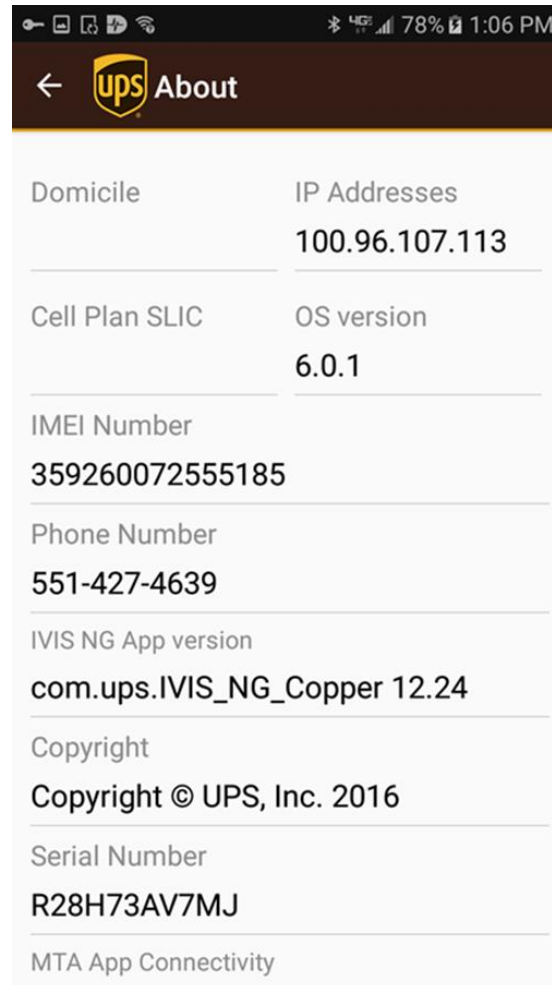 4G 78% 1:06 PM
ups About
Domicile IP Addresses
100.96.107.113
Cell Plan SLIC OS version
6.0.1
IMEI Number
359260072555185
Phone Number
551-427-4639
IVIS NG App version
com.ups.IVIS_NG_Copper 12.24
Copyright
Copyright © UPS, Inc. 2016
Serial Number
R28H73AV7MJ
MTA App Connectivity